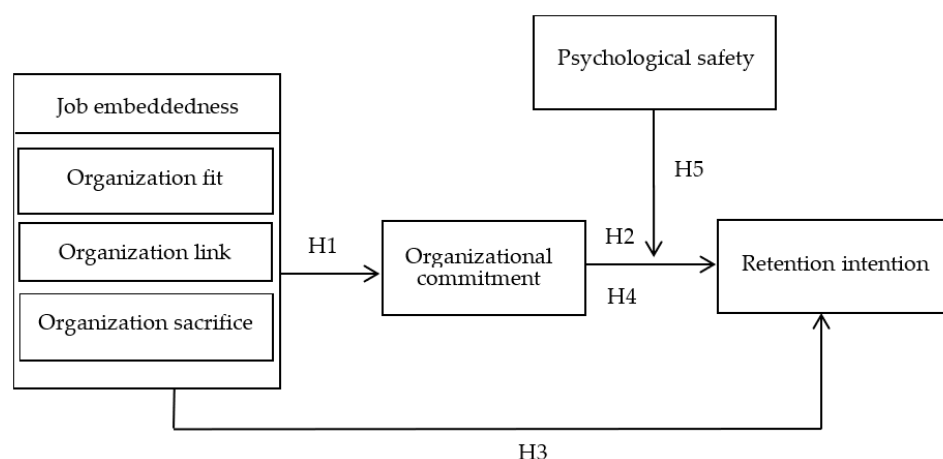 Psychological safety
Job embeddedness
Organization fit
H5
Organization link
H1
Organizational
commitment
H2
H4
Retention intention
Organization sacrifice
H3